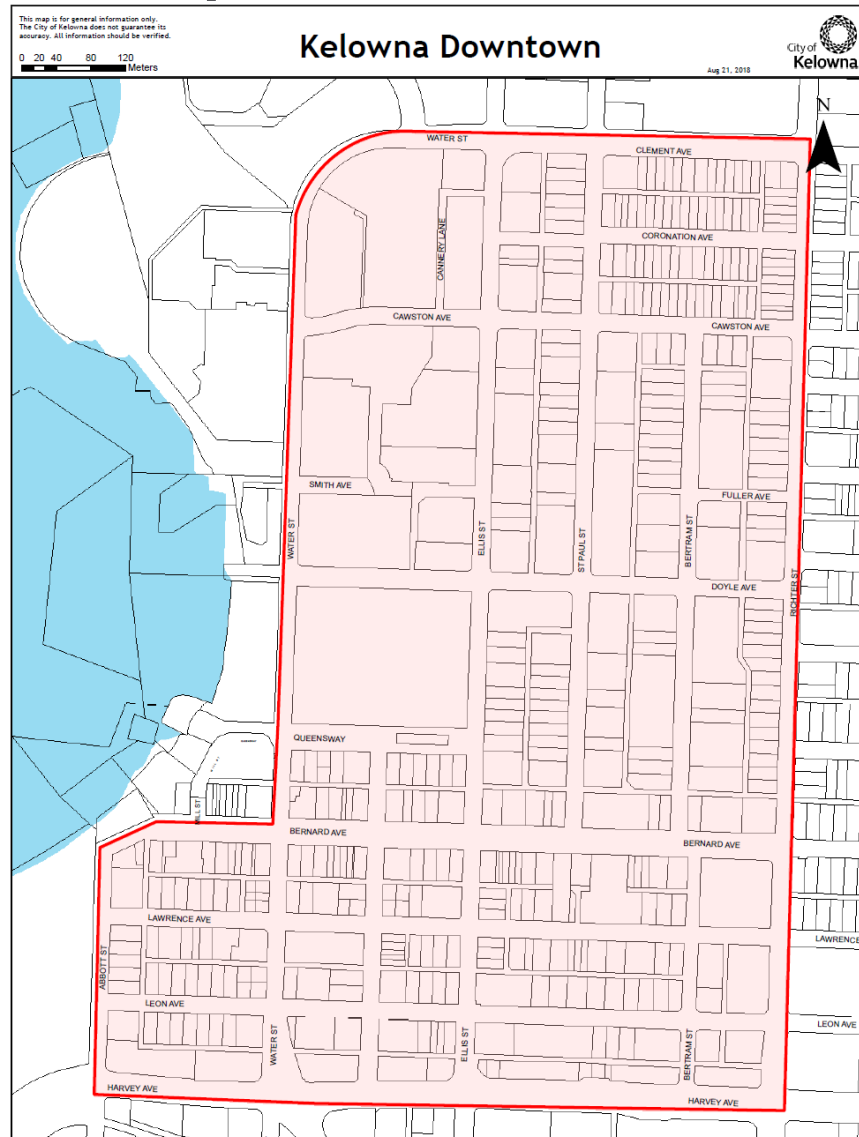 This map is for general information only.
The City of Kelowna does not guarantee its
accuracy. All information should be verified.
0 20 40 80 120
Meters
Kelowna Downtown
Aug 21, 2018
City of
Kelowna
N
WATER ST
CLEMENT AVE
CORONATION AVE
CANNERY LANE
CAWSTON AVE
CAWSTON AVE
SMITH AVE
FULLER AVE
WATER ST
ELLIS ST
ST PAUL ST
BERTRAM ST
DOYLE AVE
RICHTER ST
QUEENSWAY
MILL ST
BERNARD AVE
BERNARD AVE
LAWRENCE AVE
LAWRENCE
ABBOTT ST
LEON AVE
LEON AVE
WATER ST
ELLIS ST
BERTRAM ST
HARVEY AVE
HARVEY AVE